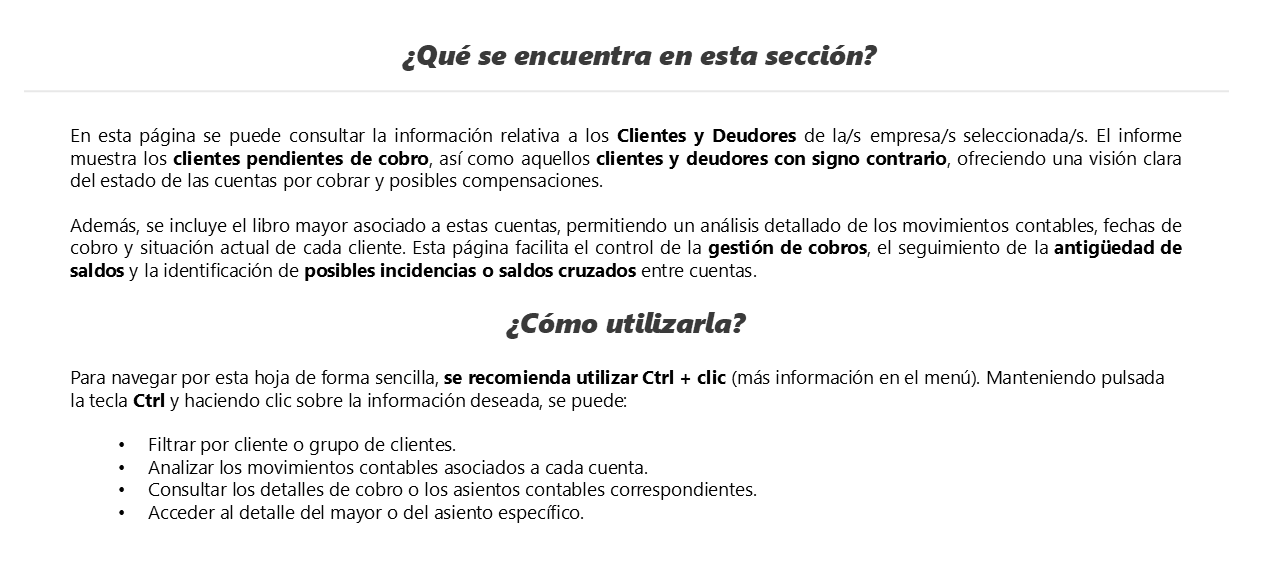 ¿Qué se encuentra en esta sección?
En esta página se puede consultar la información relativa a los Clientes y Deudores de la/s empresa/s seleccionada/s. El informe
muestra los clientes pendientes de cobro, así como aquellos clientes y deudores con signo contrario, ofreciendo una visión clara
del estado de las cuentas por cobrar y posibles compensaciones.
Además, se incluye el libro mayor asociado a estas cuentas, permitiendo un análisis detallado de los movimientos contables, fechas de
cobro y situación actual de cada cliente. Esta página facilita el control de la gestión de cobros, el seguimiento de la antigüedad de
saldos y la identificación de posibles incidencias o saldos cruzados entre cuentas.
¿Cómo utilizarla?
Para navegar por esta hoja de forma sencilla, se recomienda utilizar Ctrl + clic (más información en el menú). Manteniendo pulsada
la tecla Ctrl y haciendo clic sobre la información deseada, se puede:
• Filtrar por cliente o grupo de clientes.
• Analizar los movimientos contables asociados a cada cuenta.
• Consultar los detalles de cobro o los asientos contables correspondientes.
• Acceder al detalle del mayor o del asiento específico.